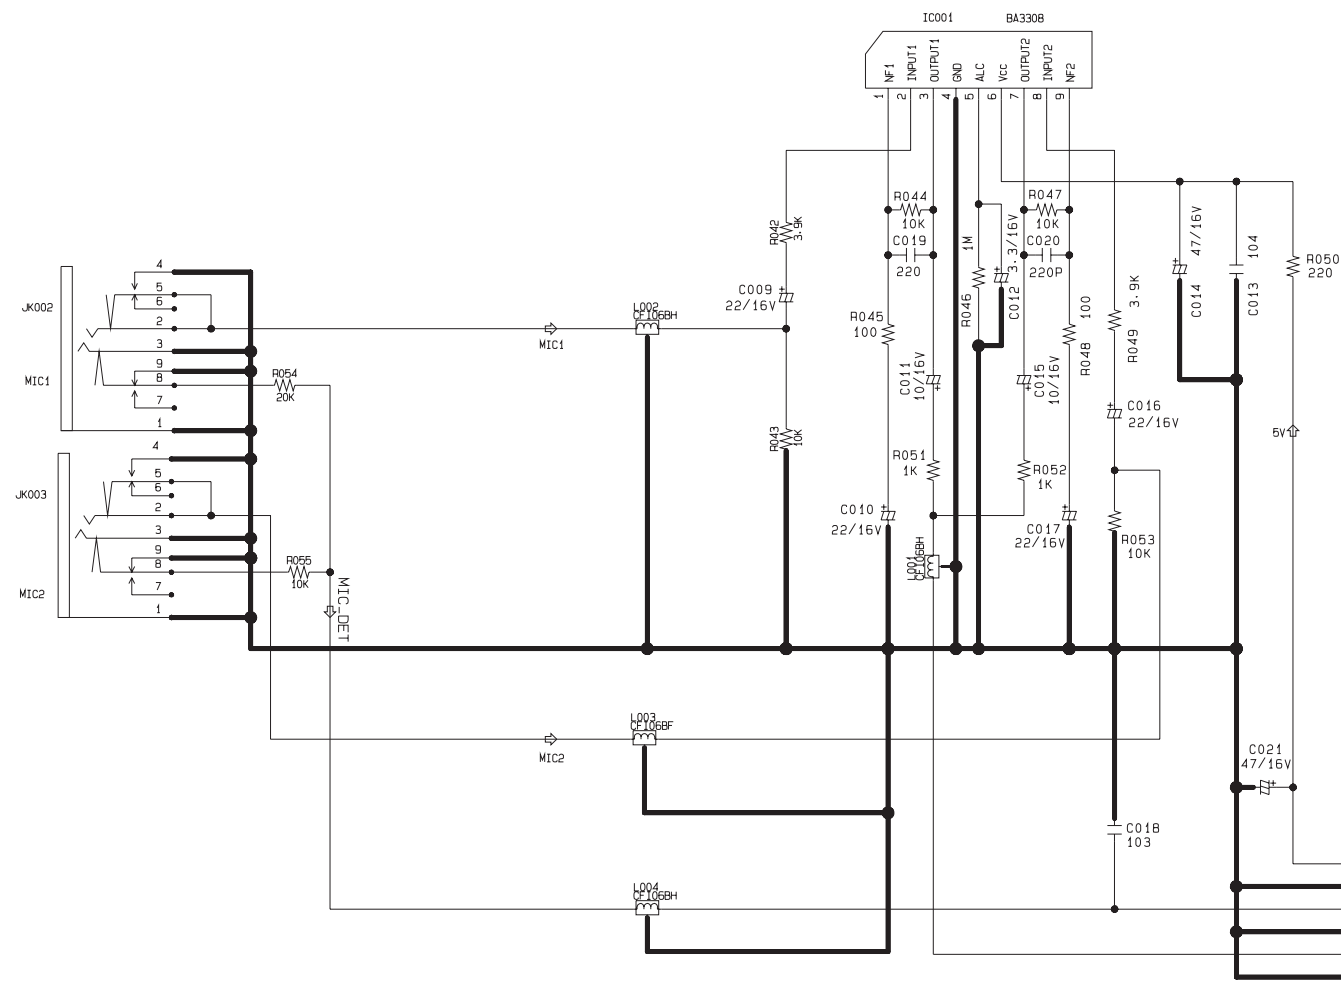 IC001 BA3308
NF1
INPUT1
OUTPUT1
GND
ALC
Vcc
OUTPUT2
INPUT2
NF2
1 2 3 4 5 6 7 8 9
R044
10K
C019
220
R047
10K
C020
220P
R042
3.9K
C009
22/16V
1M
R046
3.3/16V
C012
R045
100
C011
10/16V
C015
10/16V
100
R048
3.9K
R049
47/16V
C014
104
C013
R050
220
JK002
MIC1
4
5
6
2
3
9
8
7
1
R054
20K
MIC1
L002
CFI06BH
R043
10K
R051
1K
R052
1K
C016
22/16V
5V
C010
22/16V
C017
22/16V
R053
10K
L001
CFI06BH
JK003
MIC2
4
5
6
2
3
9
8
7
1
R055
10K
MIC_DET
MIC2
L003
CFI06BF
C021
47/16V
C018
103
L004
CFI06BH